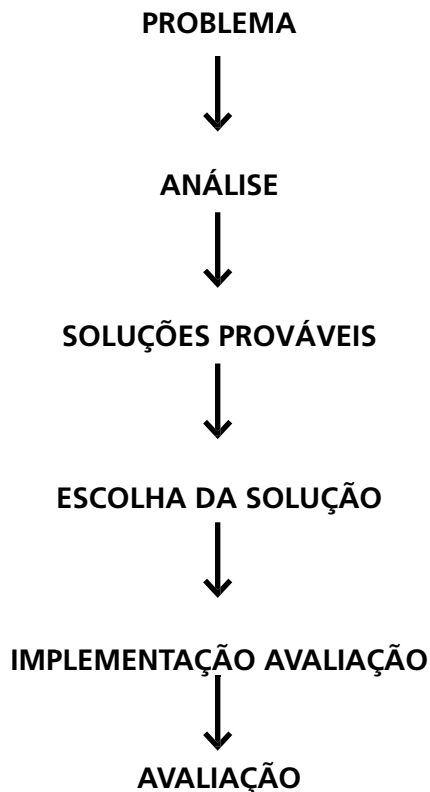 PROBLEMA
ANÁLISE
SOLUÇÕES PROVÁVEIS
ESCOLHA DA SOLUÇÃO
IMPLEMENTAÇÃO AVALIAÇÃO
AVALIAÇÃO